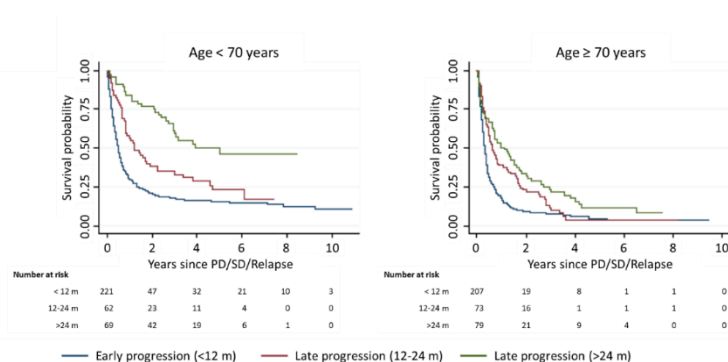 Age < 70 years
Survival probability
0.00 0.25 0.50 0.75 1.00
0 2 4 6 8 10
Years since PD/SD/Relapse
Number at risk
< 12 m 221 47 32 21 10 3
12-24 m 62 23 11 4 0 0
>24 m 69 42 19 6 1 0
Age ≥ 70 years
Survival probability
0.00 0.25 0.50 0.75 1.00
0 2 4 6 8 10
Years since PD/SD/Relapse
Number at risk
< 12 m 207 19 8 1 1 0
12-24 m 73 16 1 1 1 0
>24 m 79 21 9 4 0 0
Early progression (<12 m) Late progression (12-24 m) Late progression (>24 m)